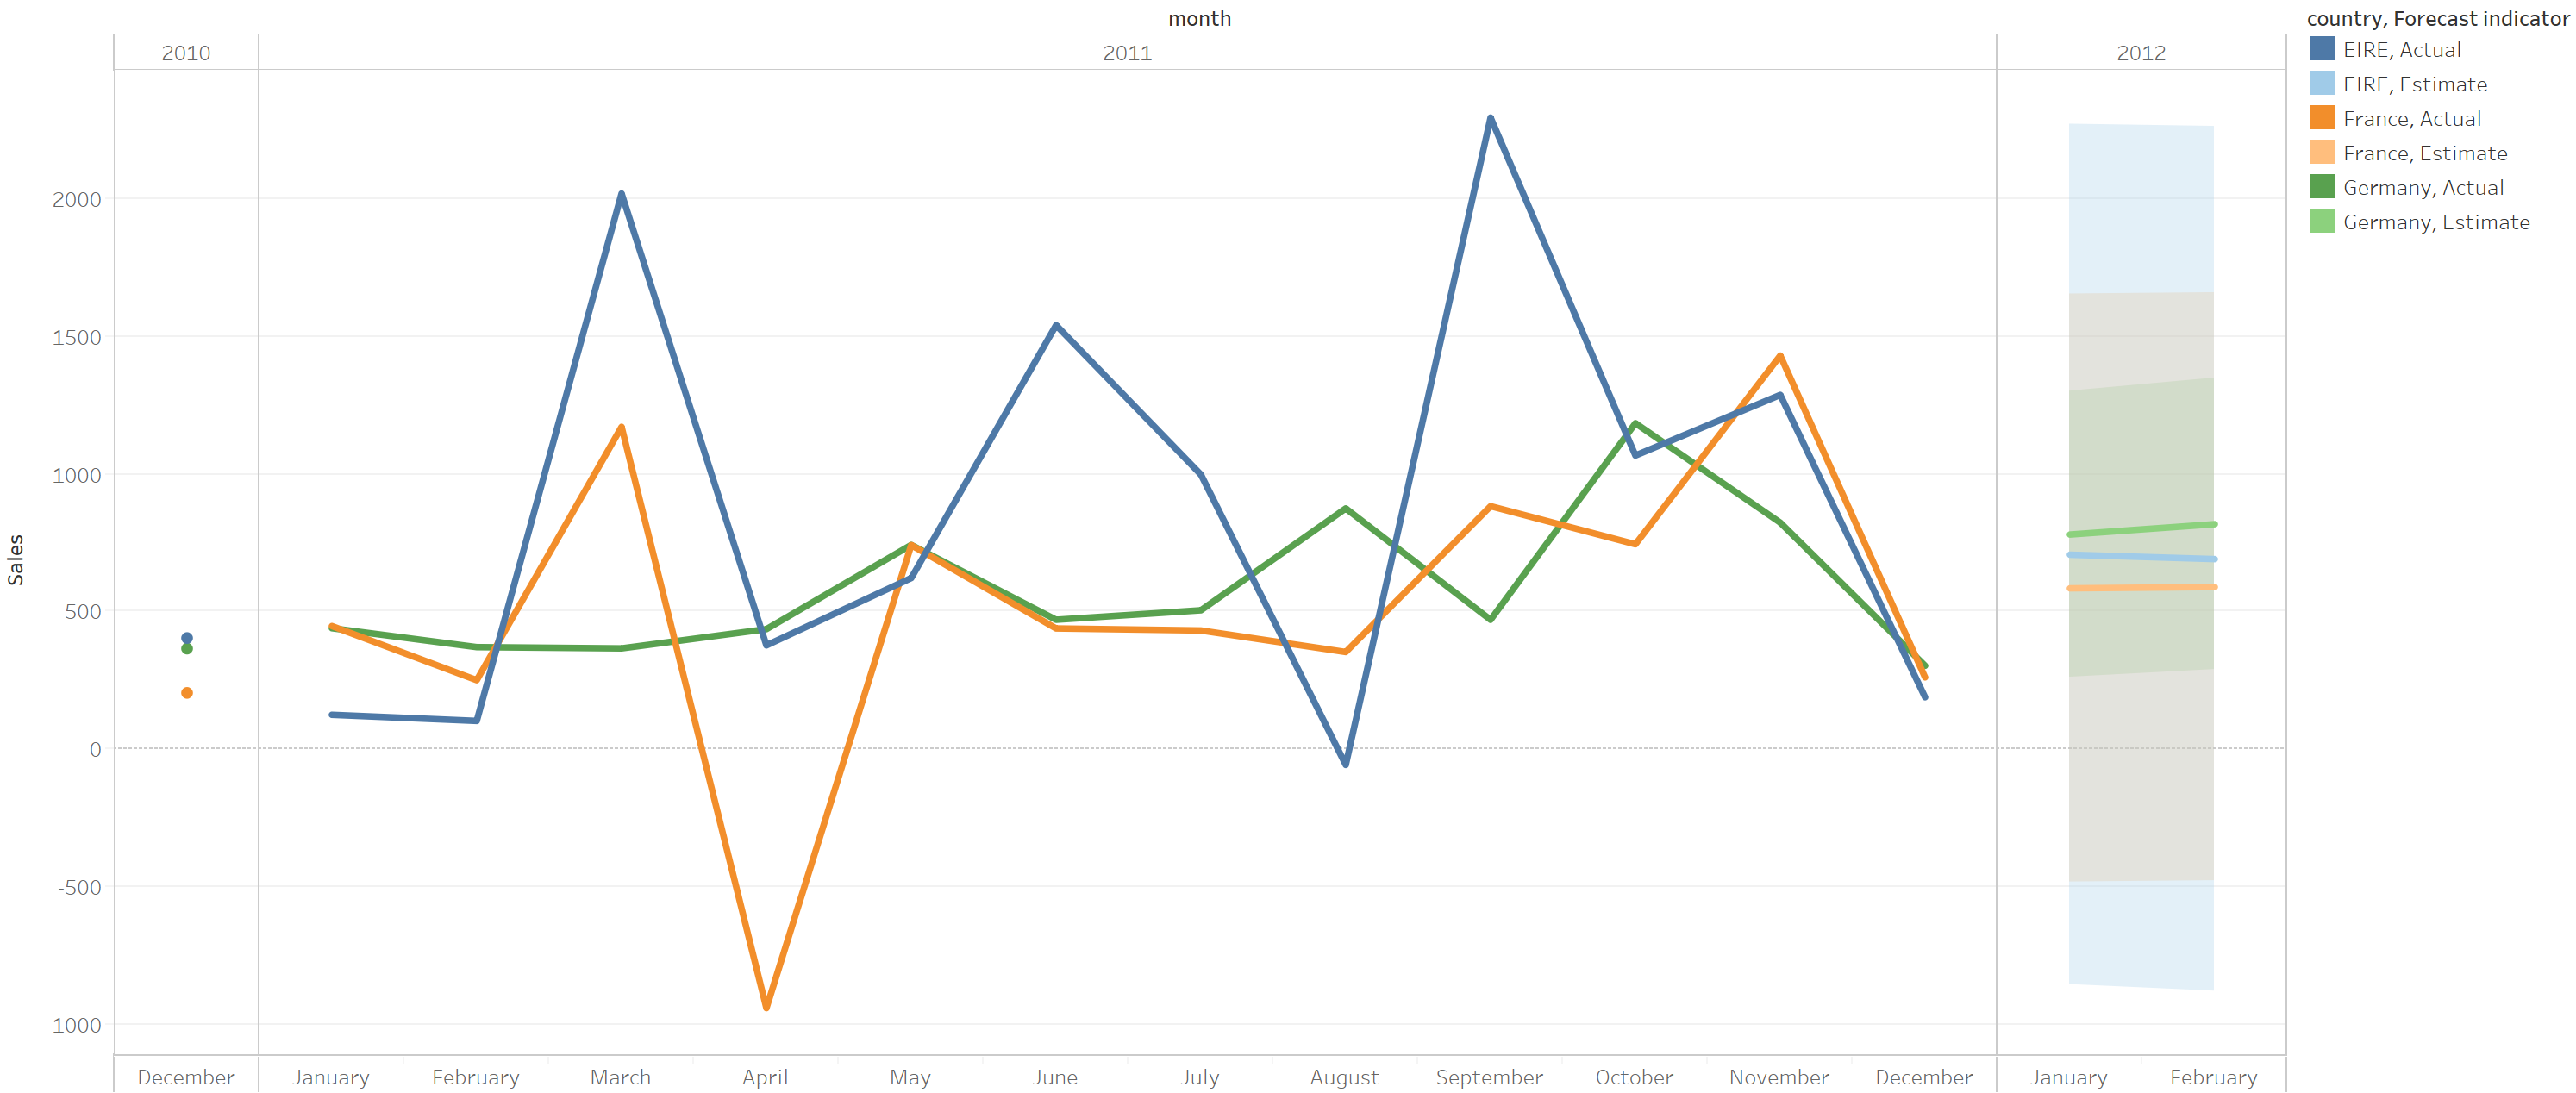 month
country, Forecast indicator
2010 2011 2012
EIRE, Actual
EIRE, Estimate
France, Actual
France, Estimate
Germany, Actual
Germany, Estimate
Sales
2000
1500
1000
500
0
-500
-1000
December January February March April May June July August September October November December January February